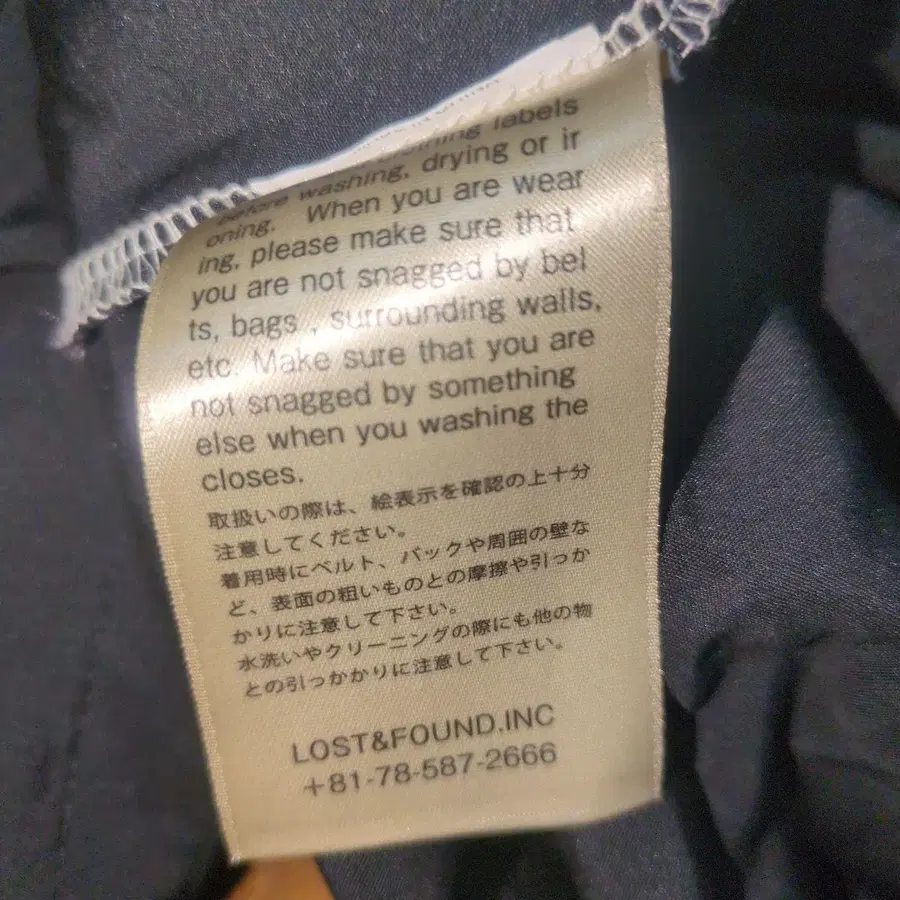 CHINA
ning labels
before washing, drying or ir
oning. When you are wear
ing, please make sure that
you are not snagged by bel
ts, bags , surrounding walls,
etc. Make sure that you are
not snagged by something
else when you washing the
closes.
取扱いの際は、絵表示を確認の上十分
注意してください。
着用時にベルト、バックや周囲の壁な
ど、表面の粗いものとの摩擦や引っか
かりに注意して下さい。
水洗いやクリーニングの際にも他の物
との引っかかりに注意して下さい。
LOST&FOUND,INC
+81-78-587-2666